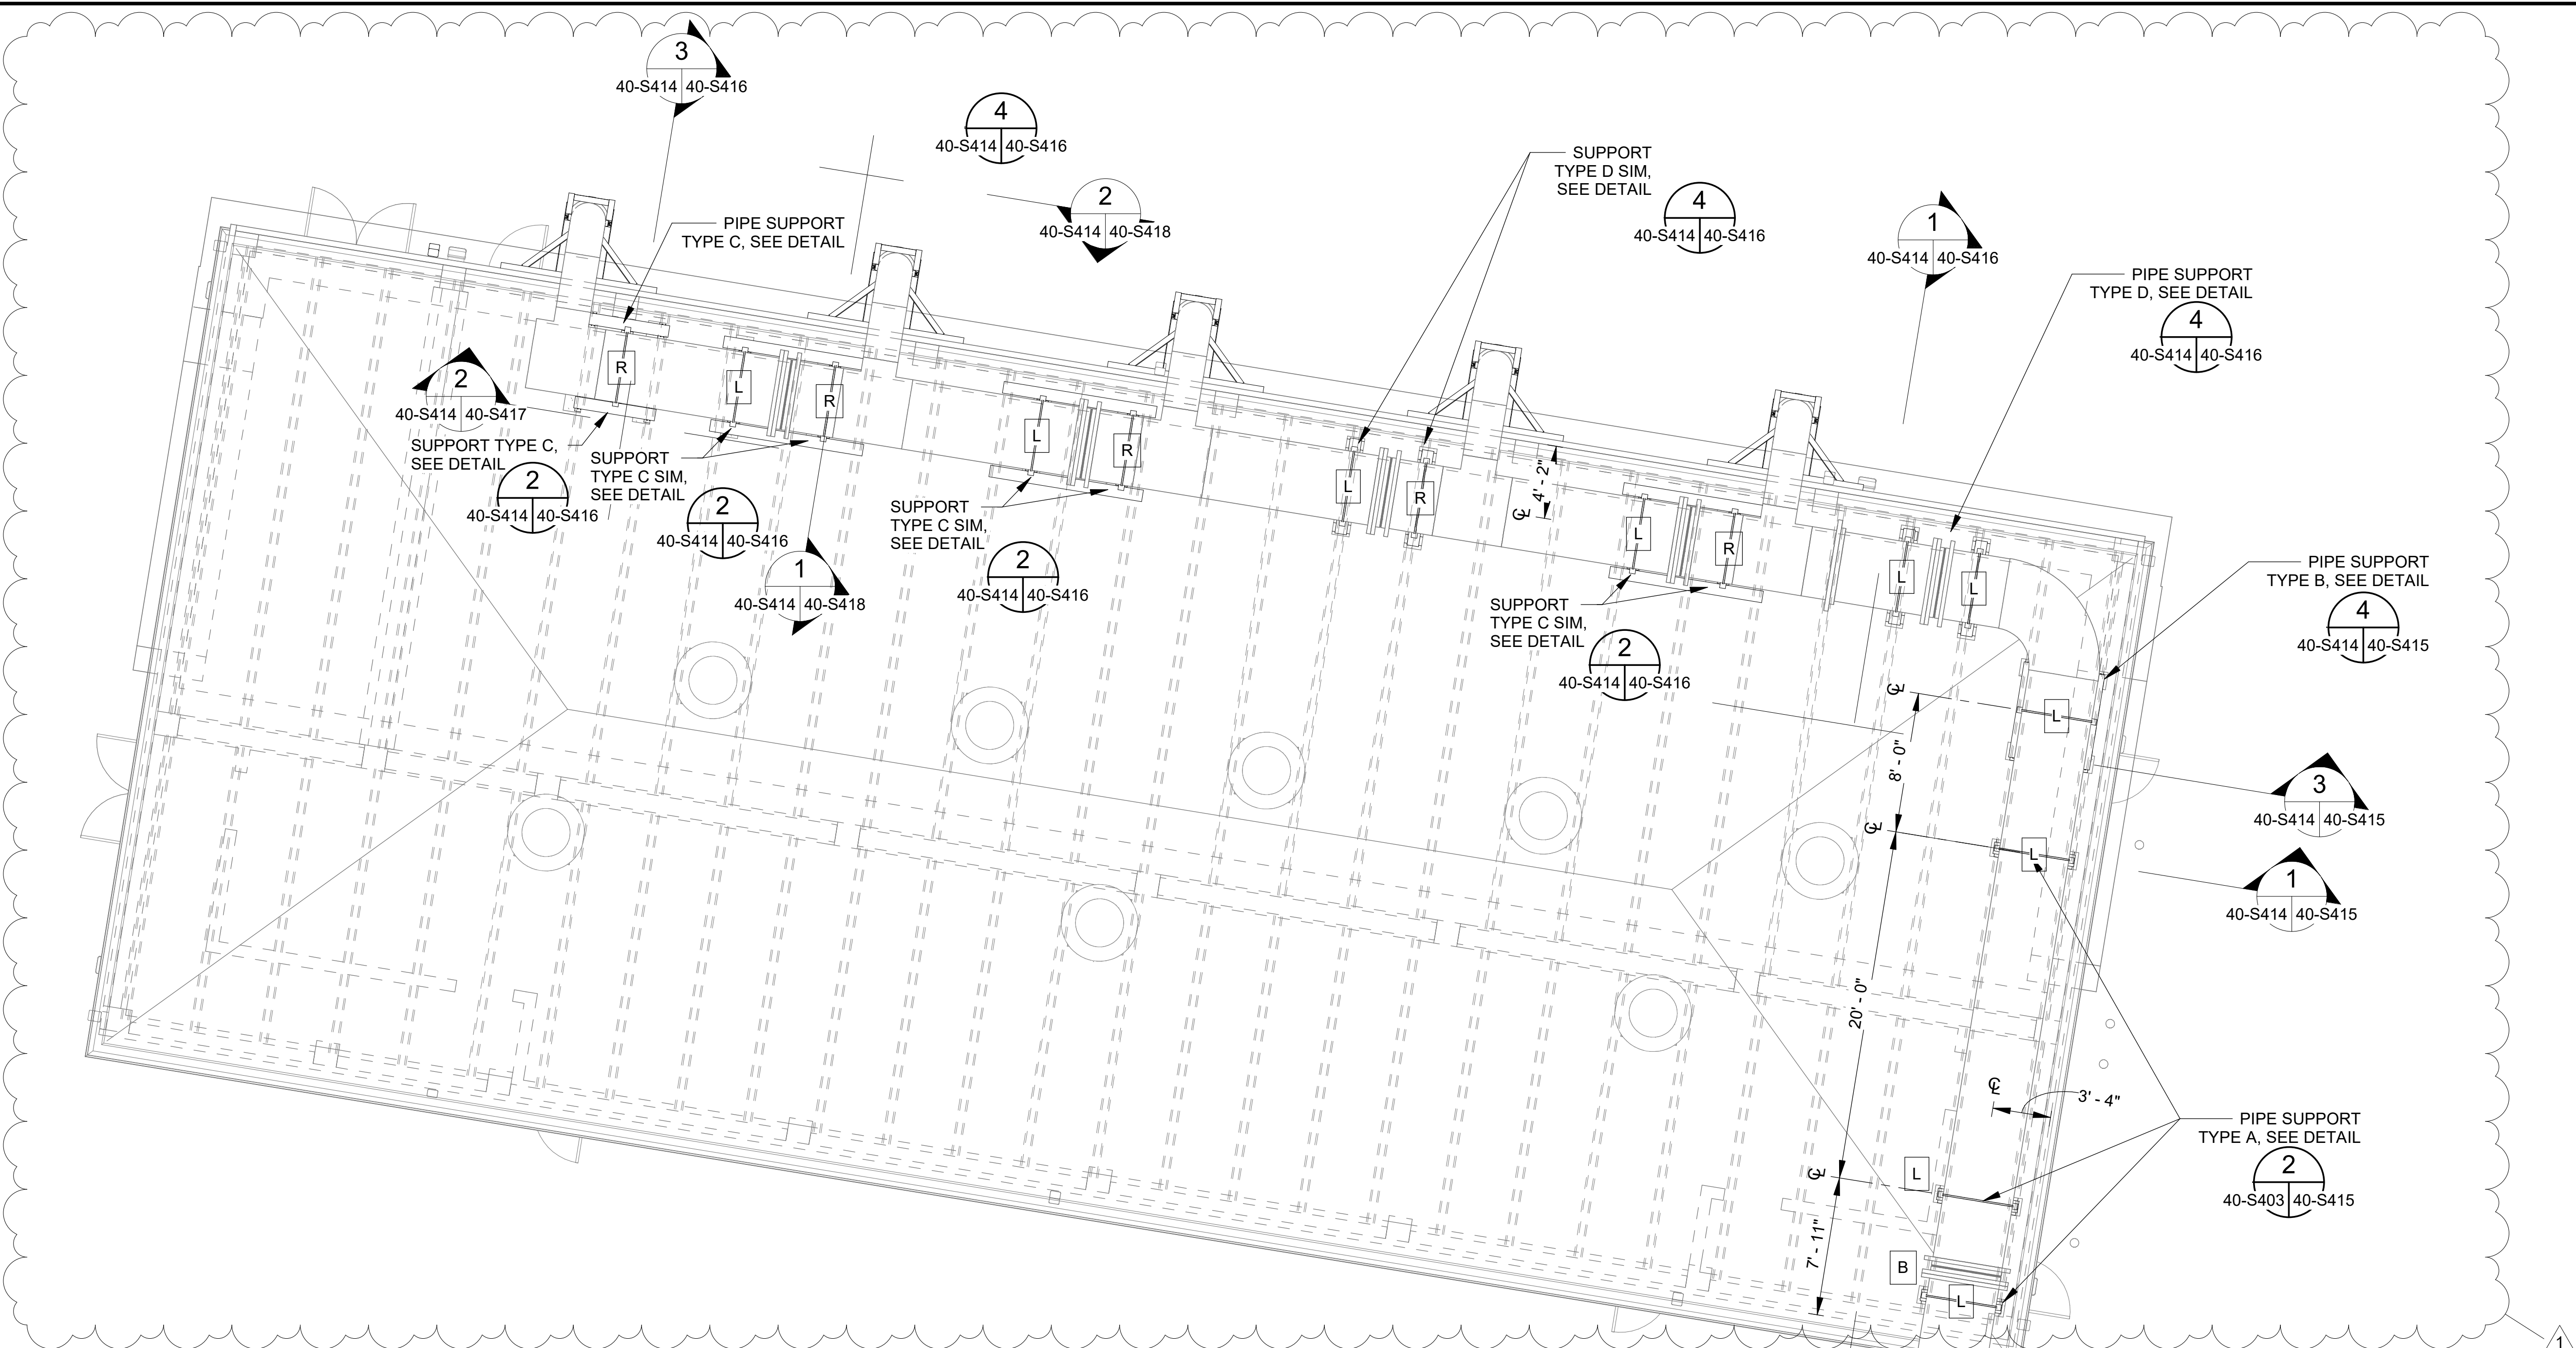 3
40-S414 40-S416
4
40-S414 40-S416
2
40-S414 40-S418
SUPPORT
TYPE D SIM,
SEE DETAIL
4
40-S414 40-S416
1
40-S414 40-S416
PIPE SUPPORT
TYPE C, SEE DETAIL
PIPE SUPPORT
TYPE D, SEE DETAIL
4
40-S414 40-S416
2
40-S414 40-S417
R
L
R
L
R
L
R
L
R
L
L
SUPPORT TYPE C,
SEE DETAIL
2
40-S414 40-S416
SUPPORT
TYPE C SIM,
SEE DETAIL
2
40-S414 40-S416
1
40-S414 40-S418
SUPPORT
TYPE C SIM,
SEE DETAIL
2
40-S414 40-S416
℄ 4' - 2"
SUPPORT
TYPE C SIM,
SEE DETAIL
2
40-S414 40-S416
PIPE SUPPORT
TYPE B, SEE DETAIL
4
40-S414 40-S415
℄
L
8' - 0"
3
40-S414 40-S415
℄
L
1
40-S414 40-S415
20' - 0"
℄
3' - 4"
PIPE SUPPORT
TYPE A, SEE DETAIL
2
40-S403 40-S415
℄
L
7' - 11"
B
L
1